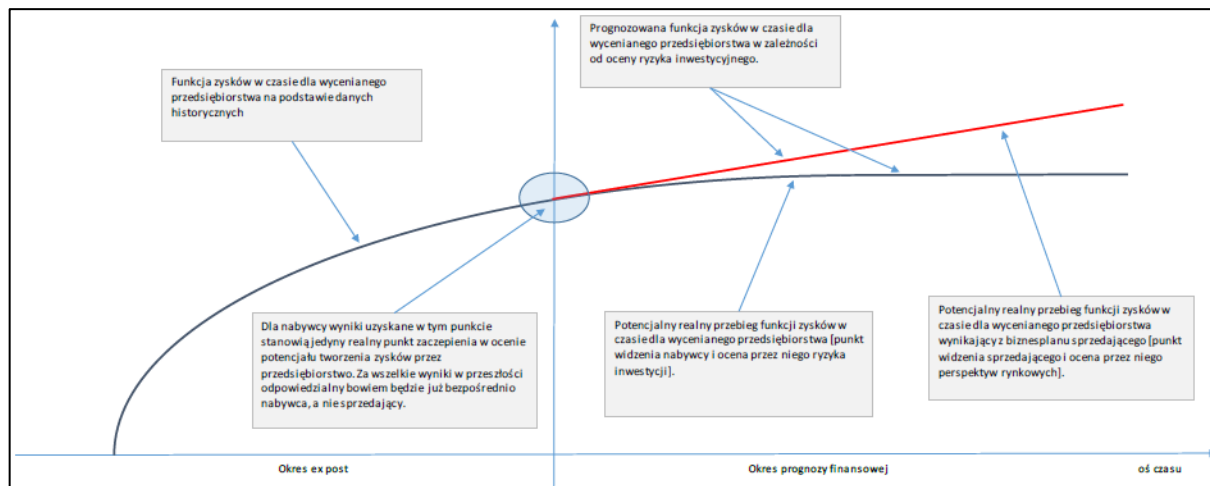 Prognozowana funkcja zysków w czasie dla
wycenianego przedsiębiorstwa w zależności
od oceny ryzyka inwestycyjnego.
Funkcja zysków w czasie dla wycenianego
przedsiębiorstwa na podstawie danych
historycznych
Dla nabywcy wyniki uzyskane w tym punkcie
stanowią jedyny realny punkt zaczepienia w ocenie
potencjału tworzenia zysków przez
przedsiębiorstwo. Za wszelkie wyniki w przeszłości
odpowiedzialny bowiem będzie już bezpośrednio
nabywca, a nie sprzedający.
Potencjalny realny przebieg funkcji zysków w
czasie dla wycenianego przedsiębiorstwa [punkt
widzenia nabywcy i ocena przez niego ryzyka
inwestycji].
Potencjalny realny przebieg funkcji zysków w
czasie dla wycenianego przedsiębiorstwa
wynikający z biznesplanu sprzedającego [punkt
widzenia sprzedającego i ocena przez niego
perspektyw rynkowych].
Okres ex post
Okres prognozy finansowej
oś czasu